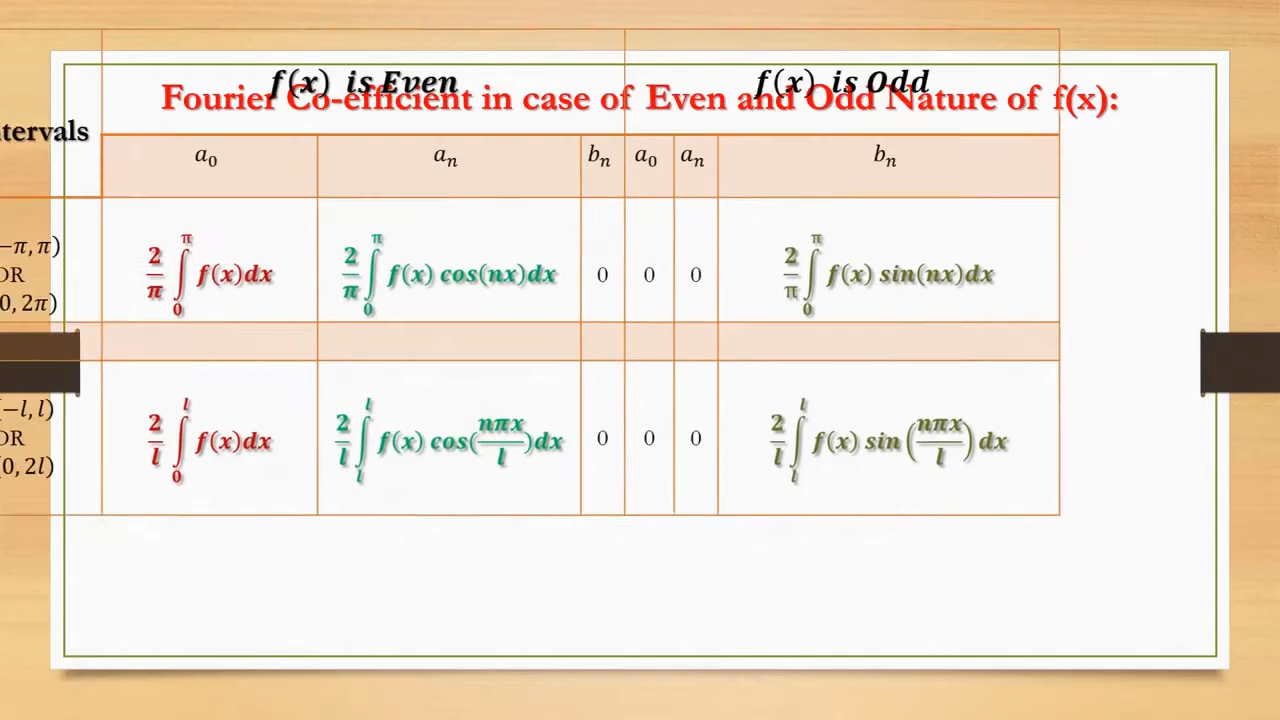 f(x) is Even f(x) is Odd
Fourier Co-efficient in case of Even and Odd Nature of f(x):
ntervals
a₀ aₙ bₙ a₀ aₙ bₙ
−π, π)
OR
0, 2π)
2/π ∫₀^π f(x)dx 2/π ∫₀^π f(x) cos(nx)dx 0 0 0 2/π ∫₀^π f(x) sin(nx)dx
(−l, l)
OR
(0, 2l)
2/l ∫₀^l f(x)dx 2/l ∫ₗ^l f(x) cos(nπx/l)dx 0 0 0 2/l ∫ₗ^l f(x) sin(nπx/l) dx